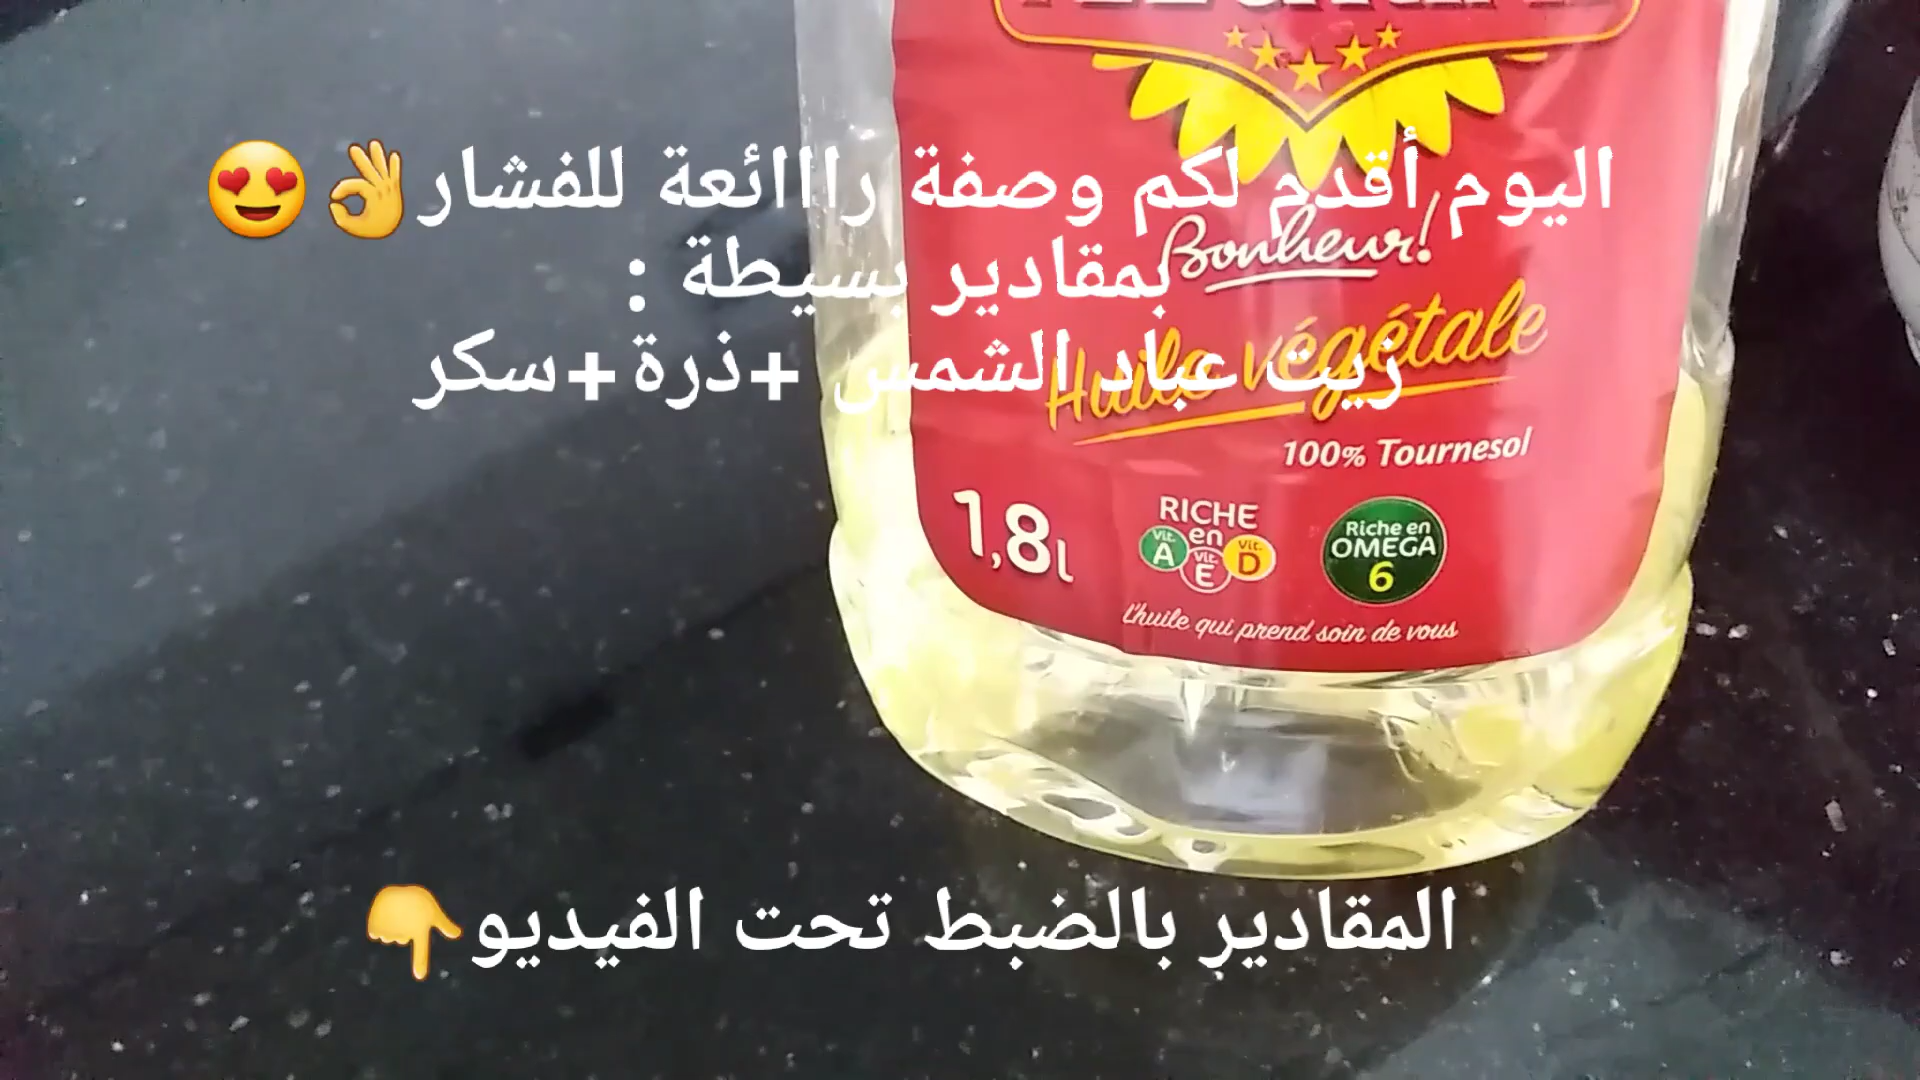 اليوم أقدم لكم وصفة راااائعة للفشار👌😍
بمقادير بسيطة :
زيت عباد الشمس +ذرة+سكر
Bonheur!
Huile végétale
100% Tournesol
1,8L
RICHE
en
Vit. A
Vit. E
Vit. D
Riche en
OMEGA
6
L'huile qui prend soin de vous
المقادير بالضبط تحت الفيديو👇